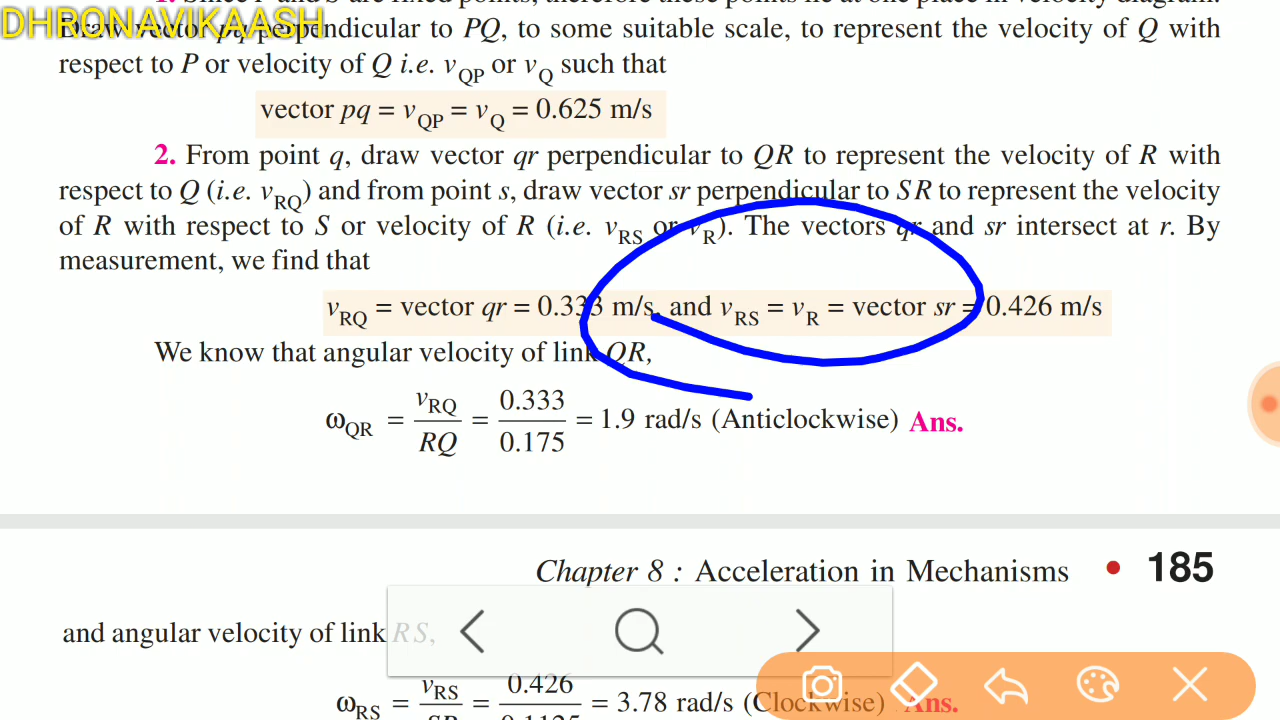 DHRONAVIKAASH
Draw vector pq perpendicular to PQ, to some suitable scale, to represent the velocity of Q with
respect to P or velocity of Q i.e. vQP or vQ such that
vector pq = vQP = vQ = 0.625 m/s
2. From point q, draw vector qr perpendicular to QR to represent the velocity of R with
respect to Q (i.e. vRQ) and from point s, draw vector sr perpendicular to SR to represent the velocity
of R with respect to S or velocity of R (i.e. vRS or vR). The vectors qr and sr intersect at r. By
measurement, we find that
vRQ = vector qr = 0.333 m/s, and vRS = vR = vector sr = 0.426 m/s
We know that angular velocity of link QR,
ωQR = vRQ/RQ = 0.333/0.175 = 1.9 rad/s (Anticlockwise) Ans.
Chapter 8 : Acceleration in Mechanisms • 185
and angular velocity of link RS,
ωRS = vRS/SR = 0.426/0.1125 = 3.78 rad/s (Clockwise) Ans.